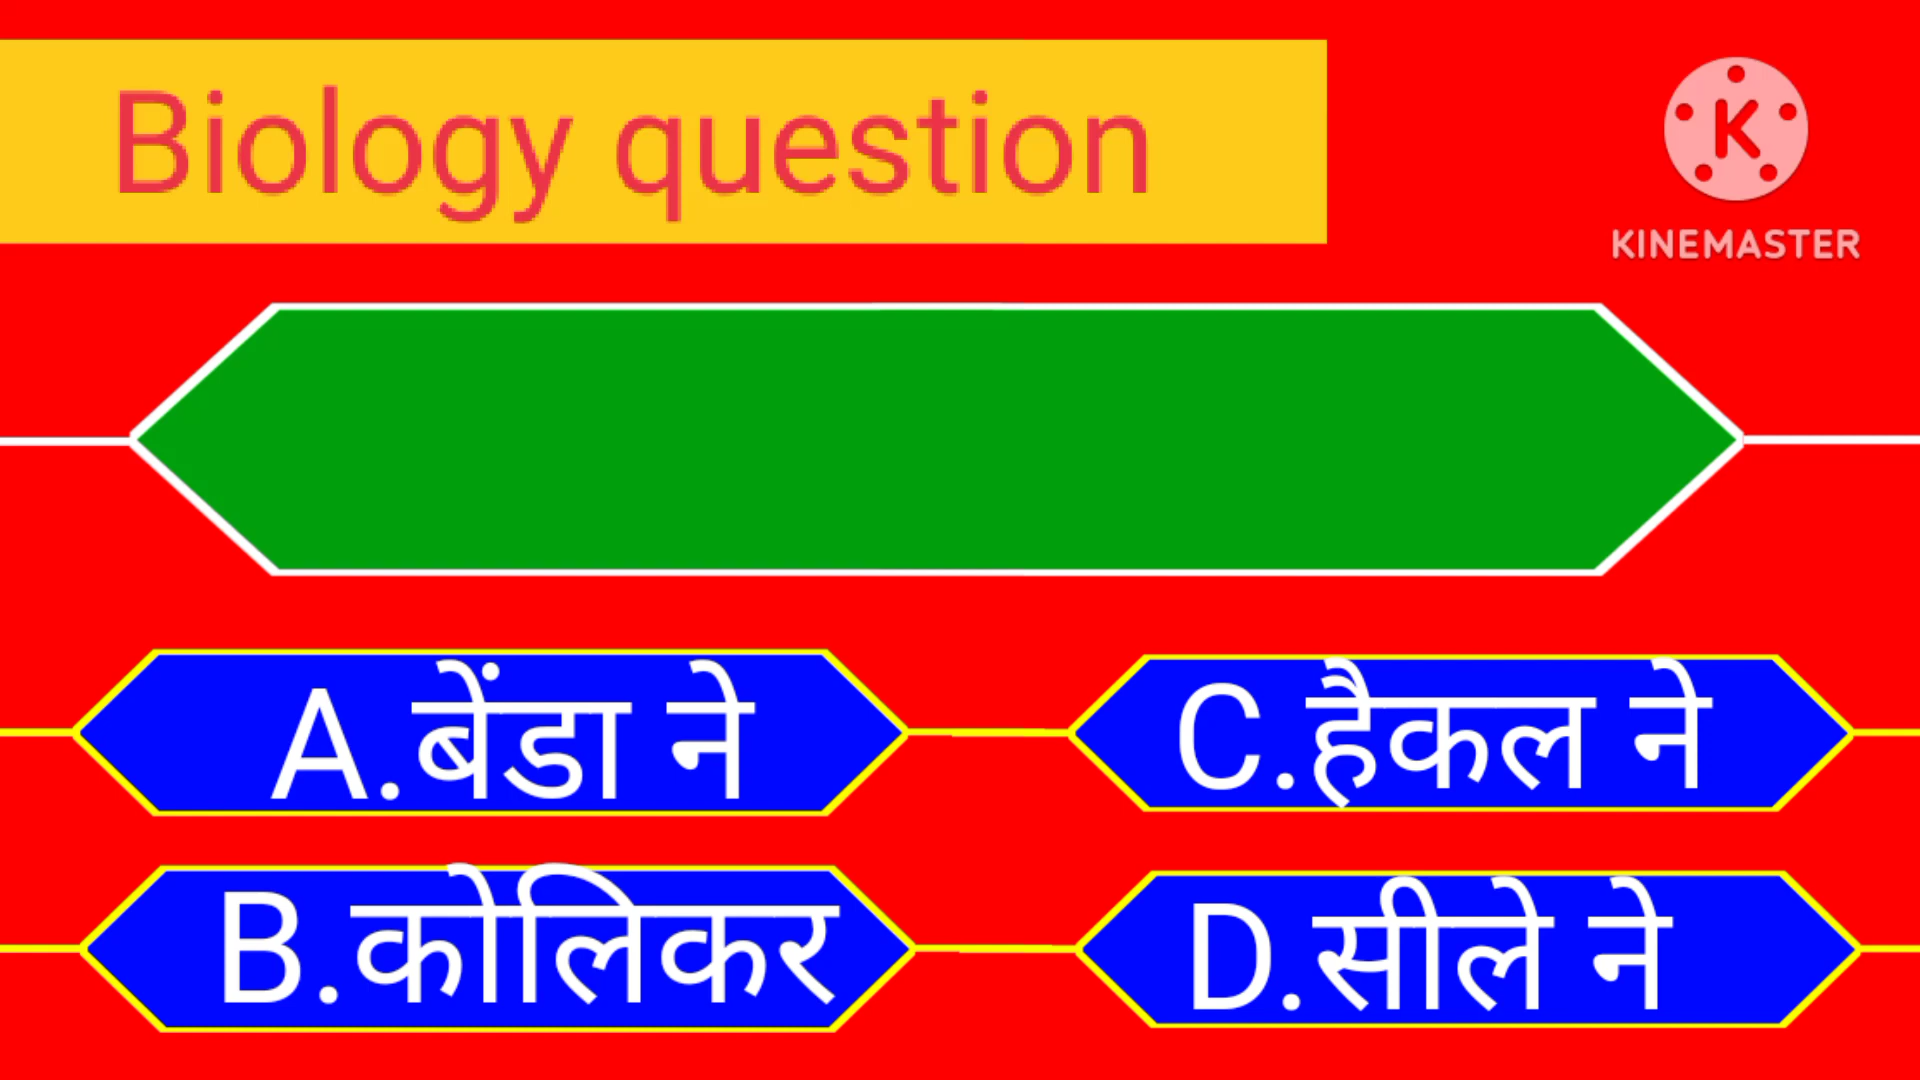 Biology question
KINEMASTER
A.बेंडा ने
C.हैकल ने
B.कोलिकर
D.सीले ने